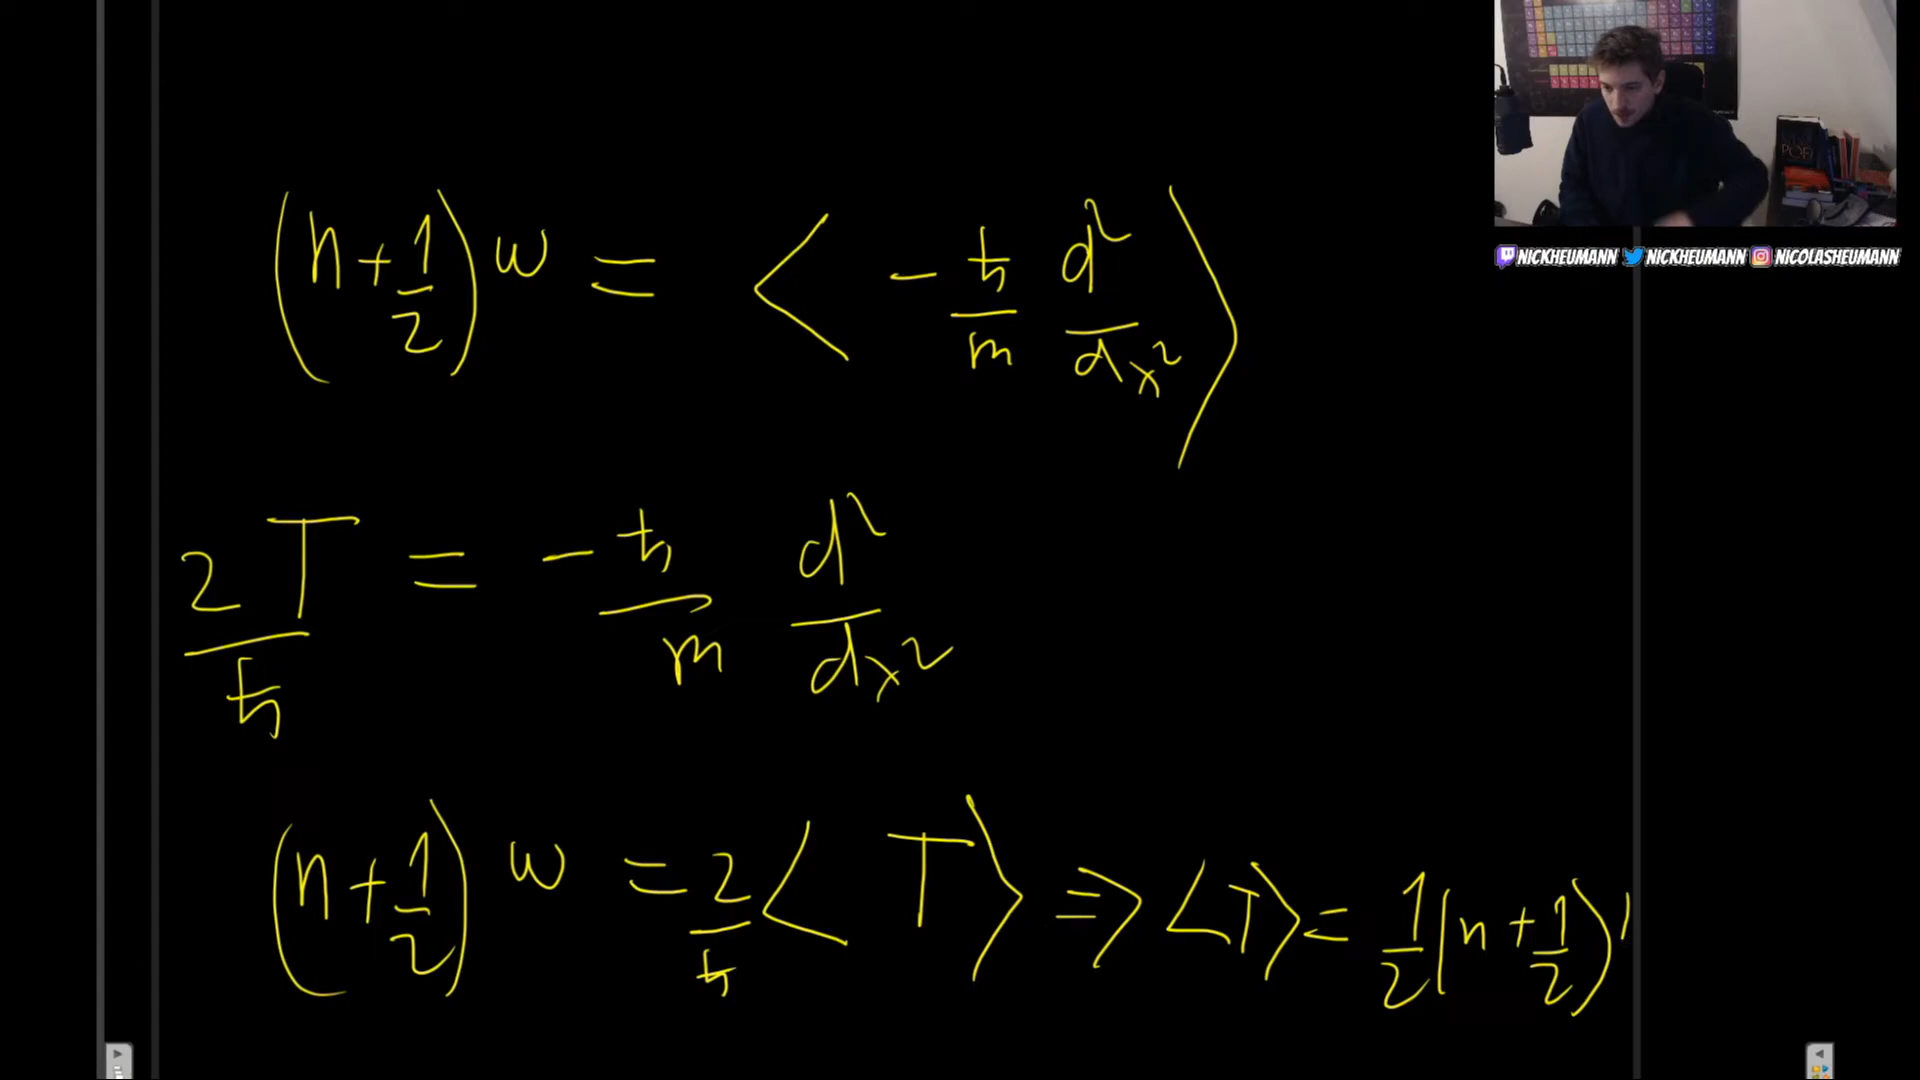 (n + 1/2) w = < - ħ/m d²/dx² >
NICKHEUMANN NICKHEUMANN NICOLASHEUMANN
2T/ħ = - ħ/m d²/dx²
(n + 1/2) w = 2/ħ < T > => <T> = 1/2 (n + 1/2)